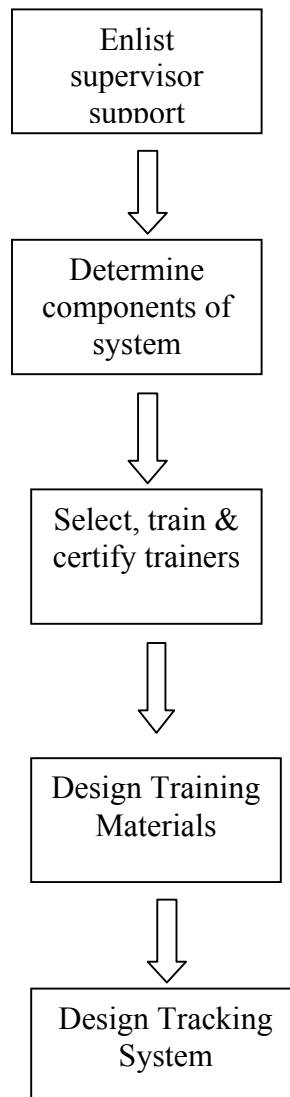 Enlist
supervisor
support
Determine
components of
system
Select, train &
certify trainers
Design Training
Materials
Design Tracking
System